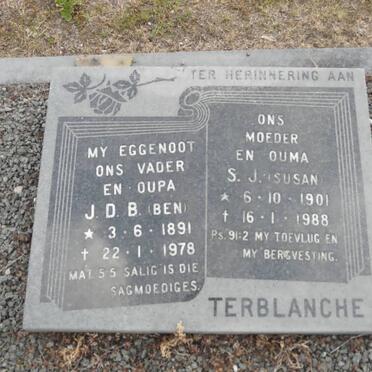 TER HERINNERING AAN
MY EGGENOOT
ONS VADER
EN OUPA
J. D. B. (BEN)
★ 3 · 6 · 1891
† 22 · 1 · 1978
MAT. 5:5 SALIG IS DIE
SAGMOEDIGES.
ONS
MOEDER
EN OUMA
S. J. (SUSAN)
★ 6 · 10 · 1901
† 16 · 1 · 1988
Ps. 91:2 MY TOEVLUG EN
MY BERGVESTING.
TERBLANCHE